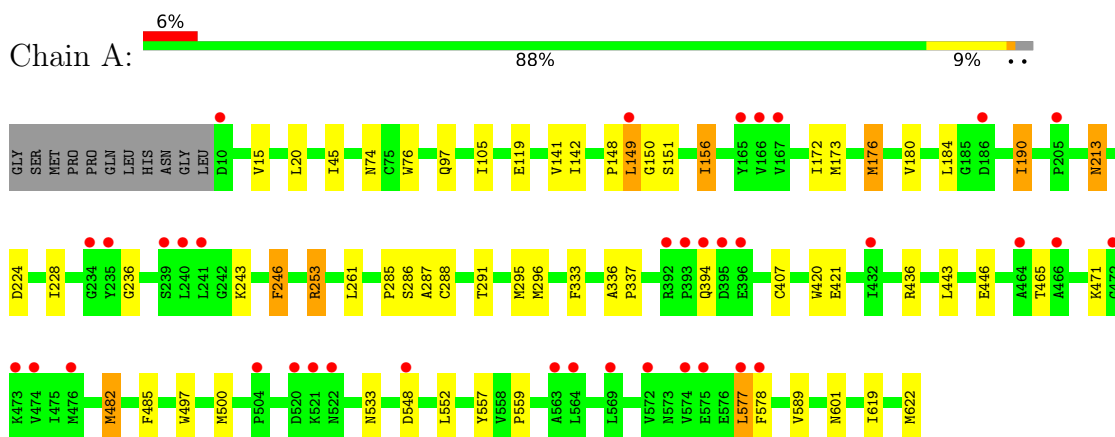 6%
Chain A:
88% 9% • •
GLY SER MET PRO PRO GLN LEU HIS ASN GLY LEU D10 V15 L20 I45 N74 C75 W76 Q97 I105 E119 V141 I142 P148 L149 G150 S151 I156 Y165 V166 V167 I172 M173 M176 V180 L184 G185 D186 I190 P205 N213
D224 I228 G234 Y235 G236 S239 L240 L241 G242 K243 F246 R253 L261 P285 S286 A287 C288 T291 M295 M296 F333 A336 P337 R392 P393 Q394 D395 E396 C407 W420 E421 I432 R436 L443 E446 A464 T465 A466 K471
K473 V474 I475 M476 M482 F485 W497 M500 P504 D520 K521 N522 N533 D548 L552 Y557 V558 P559 A563 L564 L569 V572 N573 V574 E575 E576 L577 F578 V589 N601 I619 M622